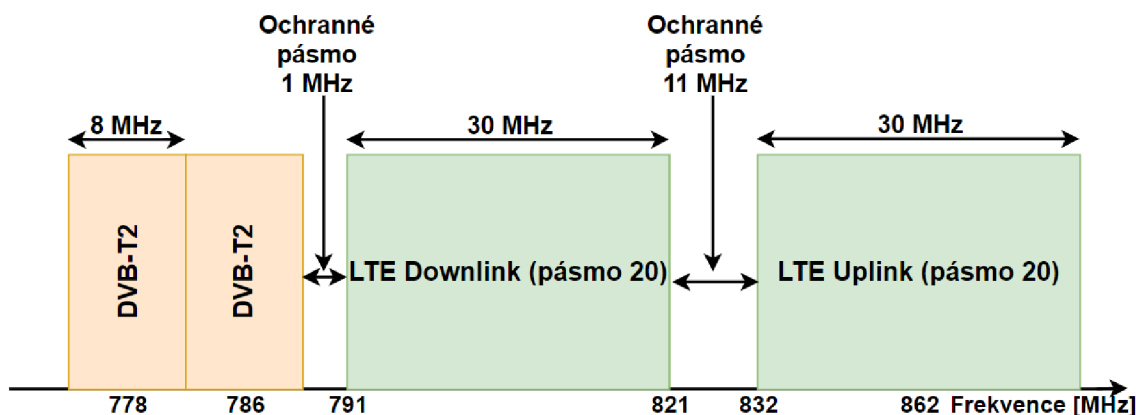 Ochranné
pásmo
1 MHz
Ochranné
pásmo
11 MHz
8 MHz
30 MHz
30 MHz
DVB-T2
DVB-T2
LTE Downlink (pásmo 20)
LTE Uplink (pásmo 20)
778
786
791
821
832
862
Frekvence [MHz]